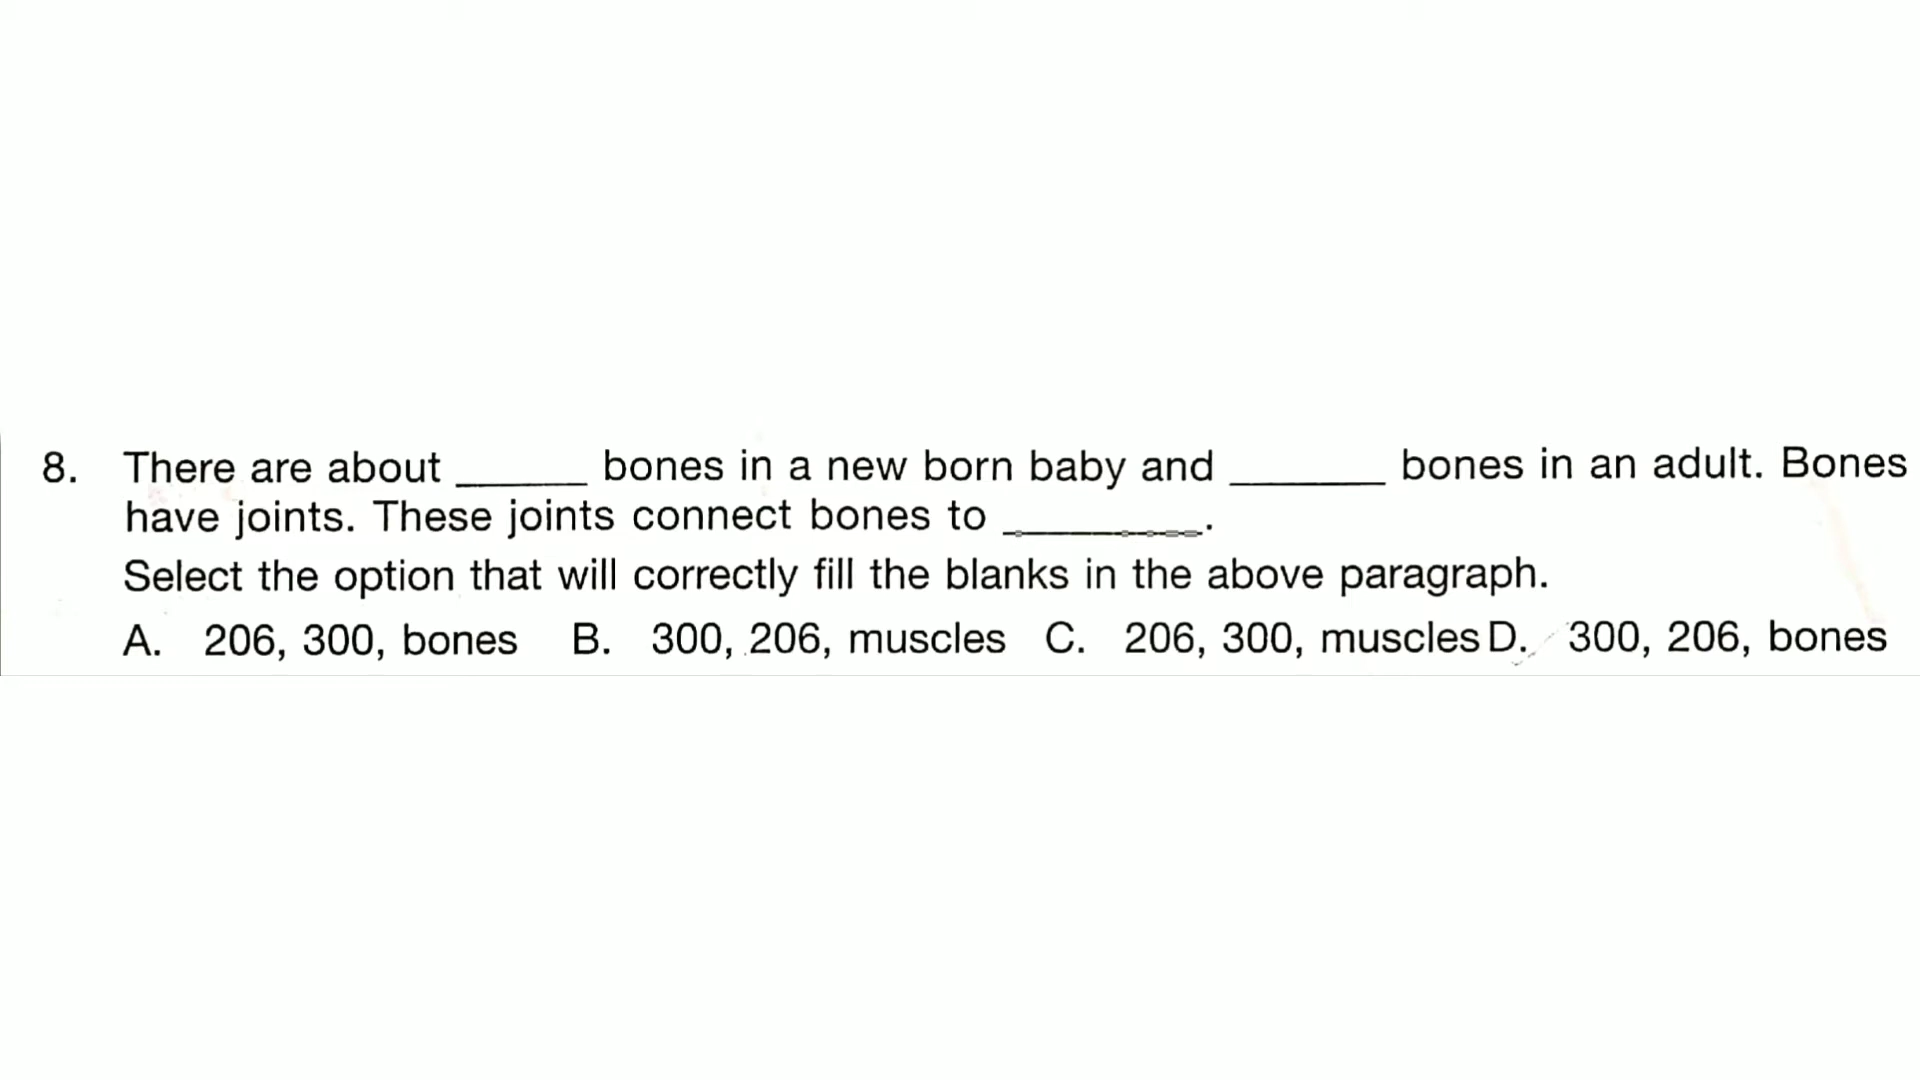 8. There are about ______ bones in a new born baby and ______ bones in an adult. Bones
have joints. These joints connect bones to ______.
Select the option that will correctly fill the blanks in the above paragraph.
A. 206, 300, bones B. 300, 206, muscles C. 206, 300, muscles D. 300, 206, bones